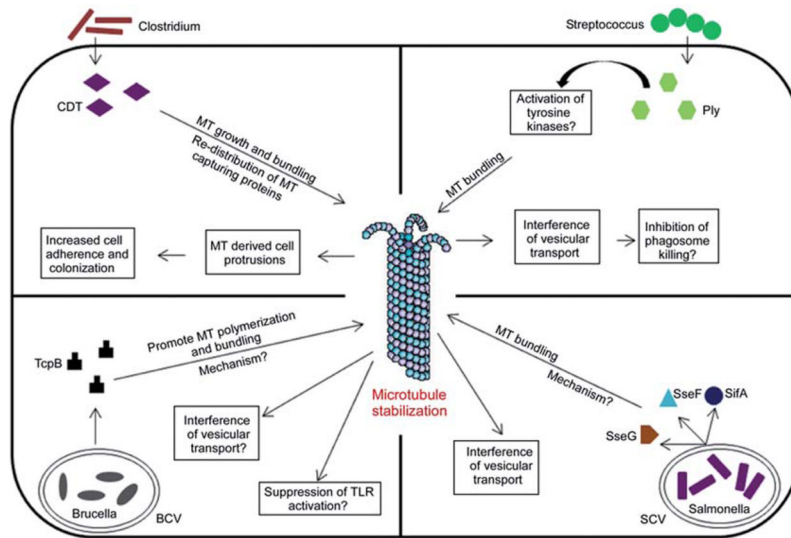 Clostridium
CDT
MT growth and bundling
Re-distribution of MT
capturing proteins
Increased cell
adherence and
colonization
MT derived cell
protrusions
Streptococcus
Activation of
tyrosine
kinases?
Ply
MT bundling
Interference
of vesicular
transport
Inhibition of
phagosome
killing?
Microtubule
stabilization
TcpB
Promote MT polymerization
and bundling
Mechanism?
Interference
of vesicular
transport?
Suppression of TLR
activation?
Brucella
BCV
MT bundling
Mechanism?
SseF
SifA
SseG
Interference
of vesicular
transport
SCV
Salmonella